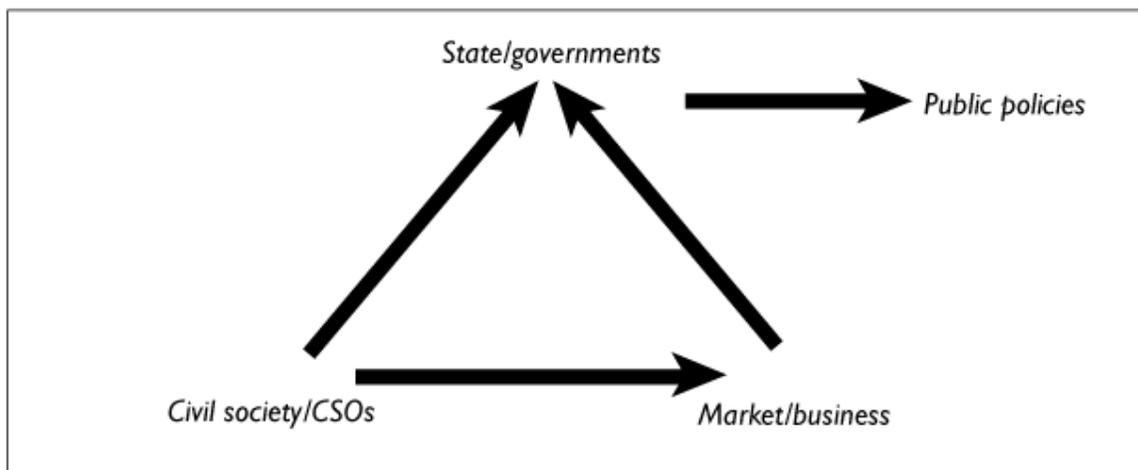 State/governments
Public policies
Civil society/CSOs
Market/business